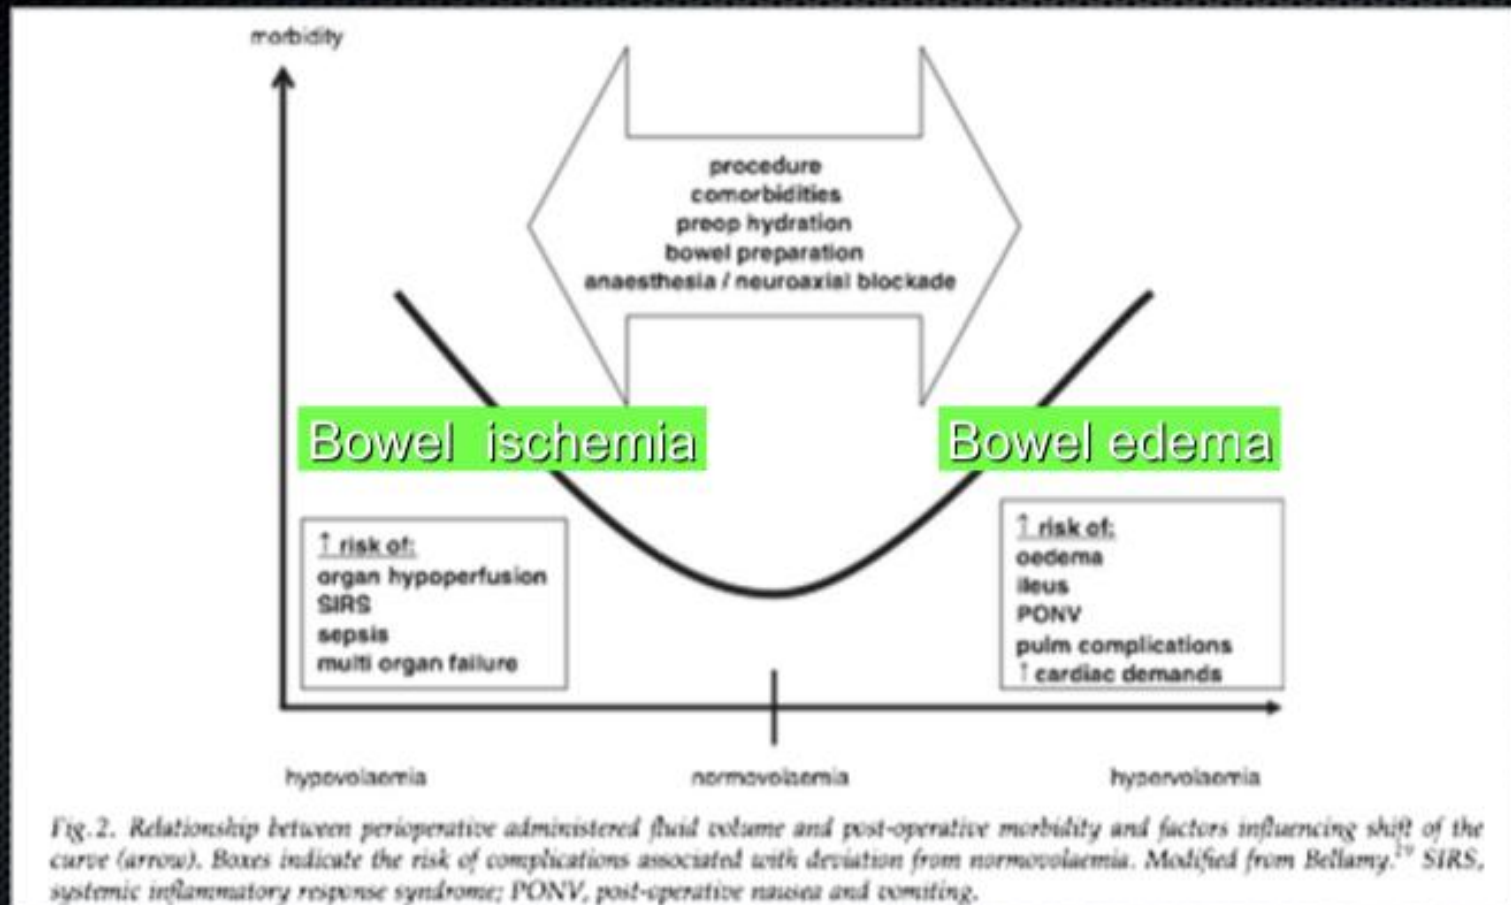 morbidity
procedure
comorbidities
preop hydration
bowel preparation
anaesthesia / neuroaxial blockade
Bowel ischemia
Bowel edema
↑ risk of:
organ hypoperfusion
SIRS
sepsis
multi organ failure
↑ risk of:
oedema
ileus
PONV
pulm complications
↑ cardiac demands
hypovolaemia
normovolaemia
hypervolaemia
Fig. 2. Relationship between perioperative administered fluid volume and post-operative morbidity and factors influencing shift of the
curve (arrow). Boxes indicate the risk of complications associated with deviation from normovolaemia. Modified from Bellamy. SIRS,
systemic inflammatory response syndrome; PONV, post-operative nausea and vomiting.